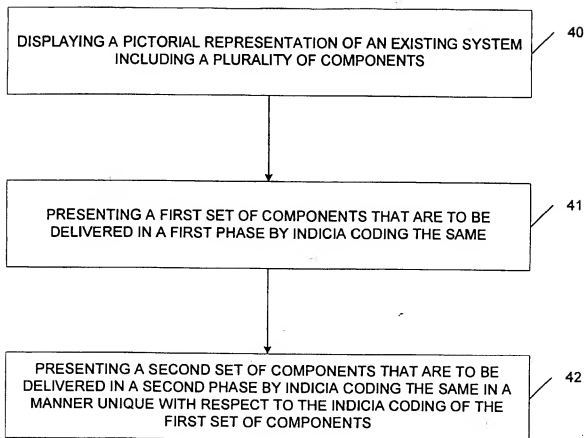 DISPLAYING A PICTORIAL REPRESENTATION OF AN EXISTING SYSTEM
INCLUDING A PLURALITY OF COMPONENTS
40
PRESENTING A FIRST SET OF COMPONENTS THAT ARE TO BE
DELIVERED IN A FIRST PHASE BY INDICIA CODING THE SAME
41
PRESENTING A SECOND SET OF COMPONENTS THAT ARE TO BE
DELIVERED IN A SECOND PHASE BY INDICIA CODING THE SAME IN A
MANNER UNIQUE WITH RESPECT TO THE INDICIA CODING OF THE
FIRST SET OF COMPONENTS
42